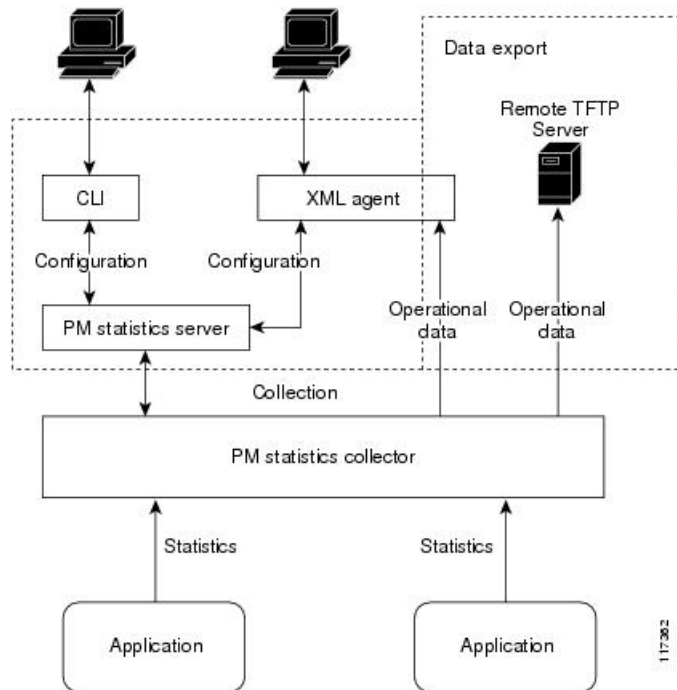 Data export
Remote TFTP
Server
CLI
XML agent
Configuration
Configuration
PM statistics server
Operational
data
Operational
data
Collection
PM statistics collector
Statistics
Statistics
Application
Application
117362